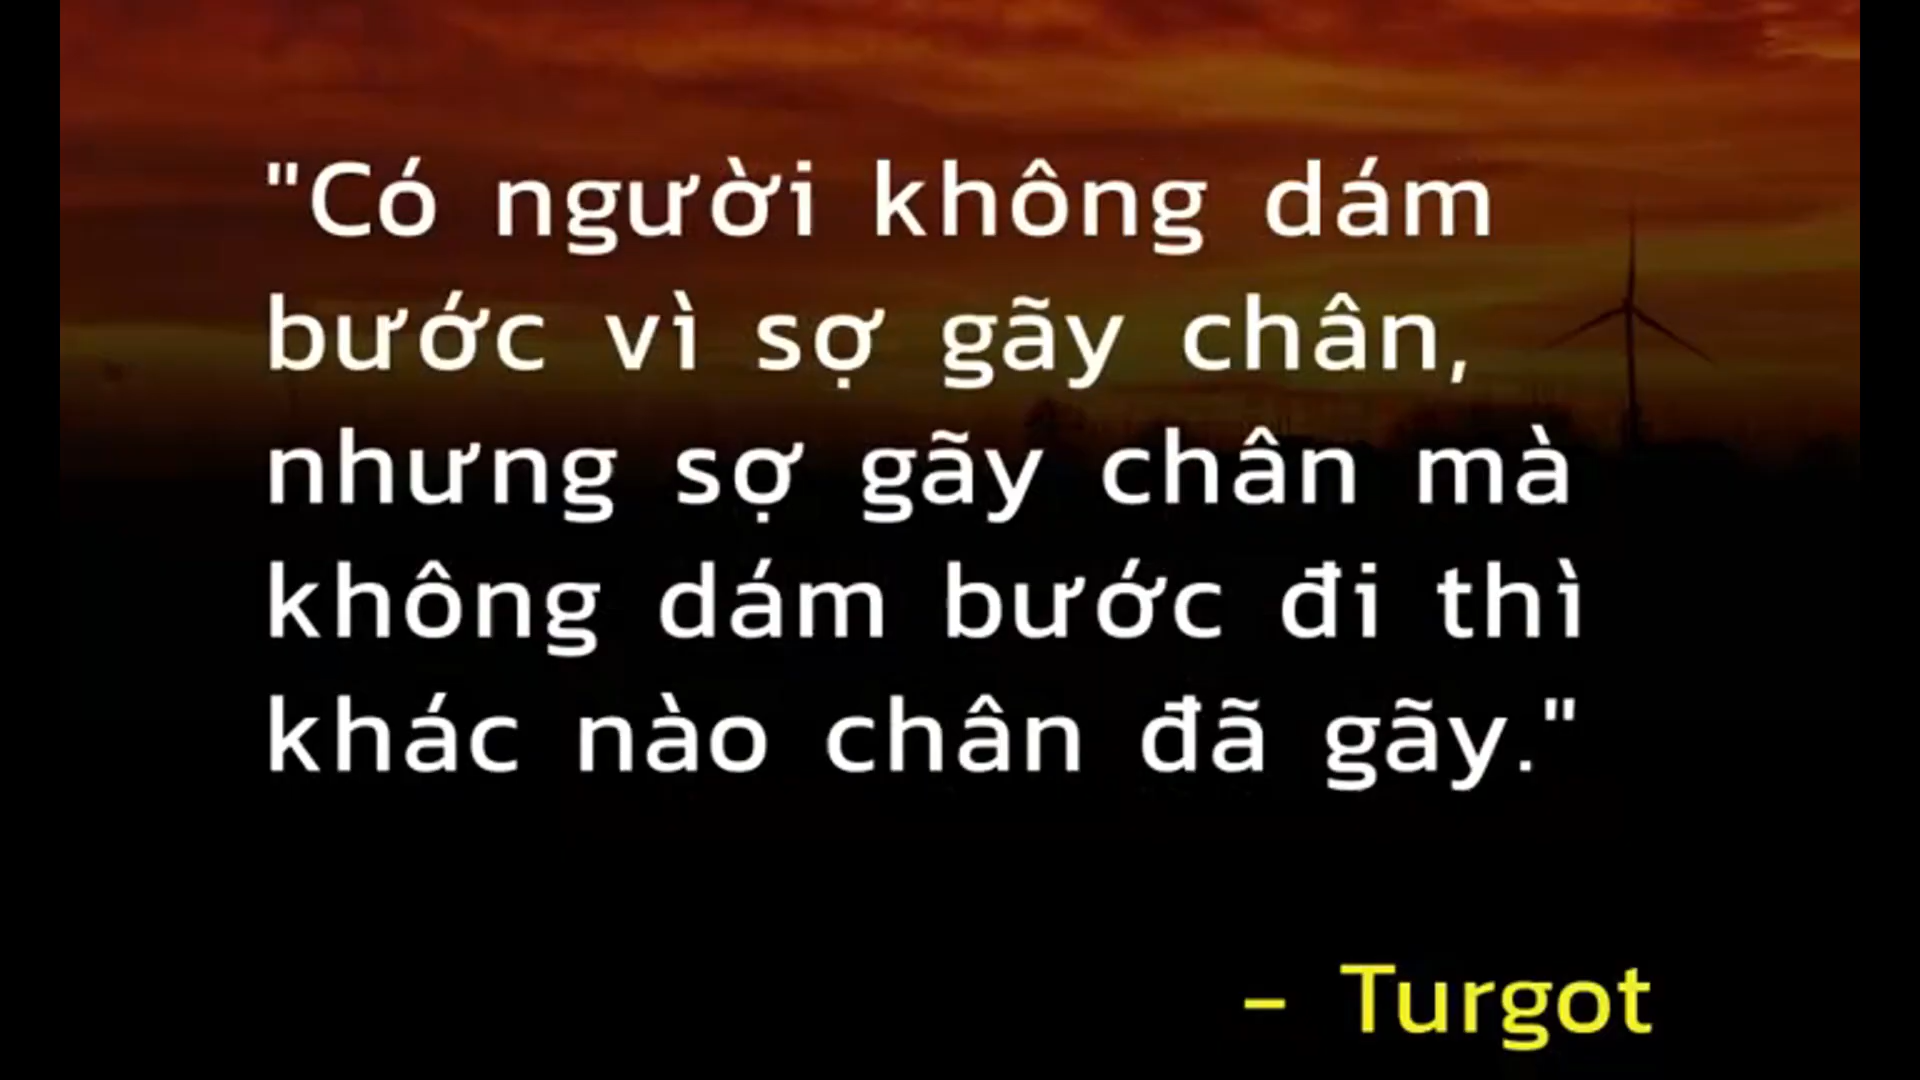 "Có người không dám
bước vì sợ gãy chân,
nhưng sợ gãy chân mà
không dám bước đi thì
khác nào chân đã gãy."
– Turgot